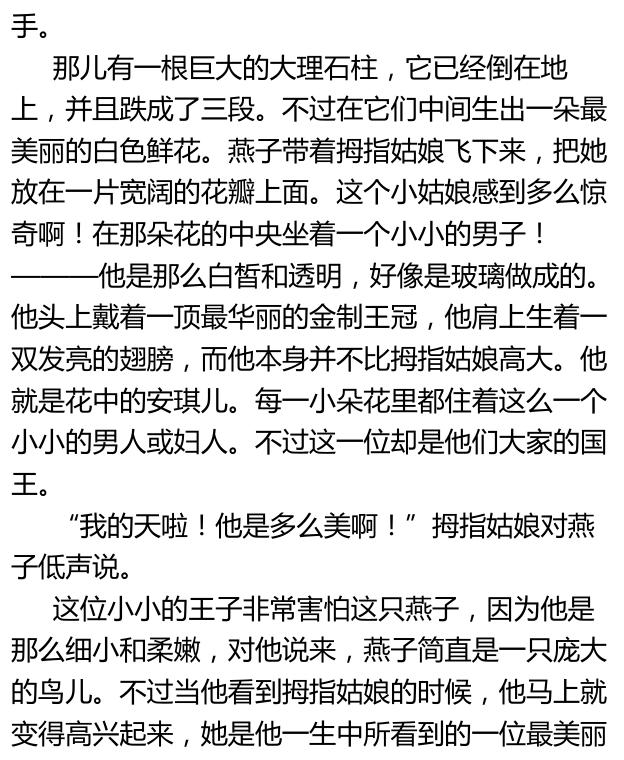 手。
那儿有一根巨大的大理石柱，它已经倒在地
上，并且跌成了三段。不过在它们中间生出一朵最
美丽的白色鲜花。燕子带着拇指姑娘飞下来，把她
放在一片宽阔的花瓣上面。这个小姑娘感到多么惊
奇啊！在那朵花的中央坐着一个小小的男子！
———他是那么白皙和透明，好像是玻璃做成的。
他头上戴着一顶最华丽的金制王冠，他肩上生着一
双发亮的翅膀，而他本身并不比拇指姑娘高大。他
就是花中的安琪儿。每一小朵花里都住着这么一个
小小的男人或妇人。不过这一位却是他们大家的国
王。
“我的天啦！他是多么美啊！”拇指姑娘对燕
子低声说。
这位小小的王子非常害怕这只燕子，因为他是
那么细小和柔嫩，对他说来，燕子简直是一只庞大
的鸟儿。不过当他看到拇指姑娘的时候，他马上就
变得高兴起来，她是他一生中所看到的一位最美丽